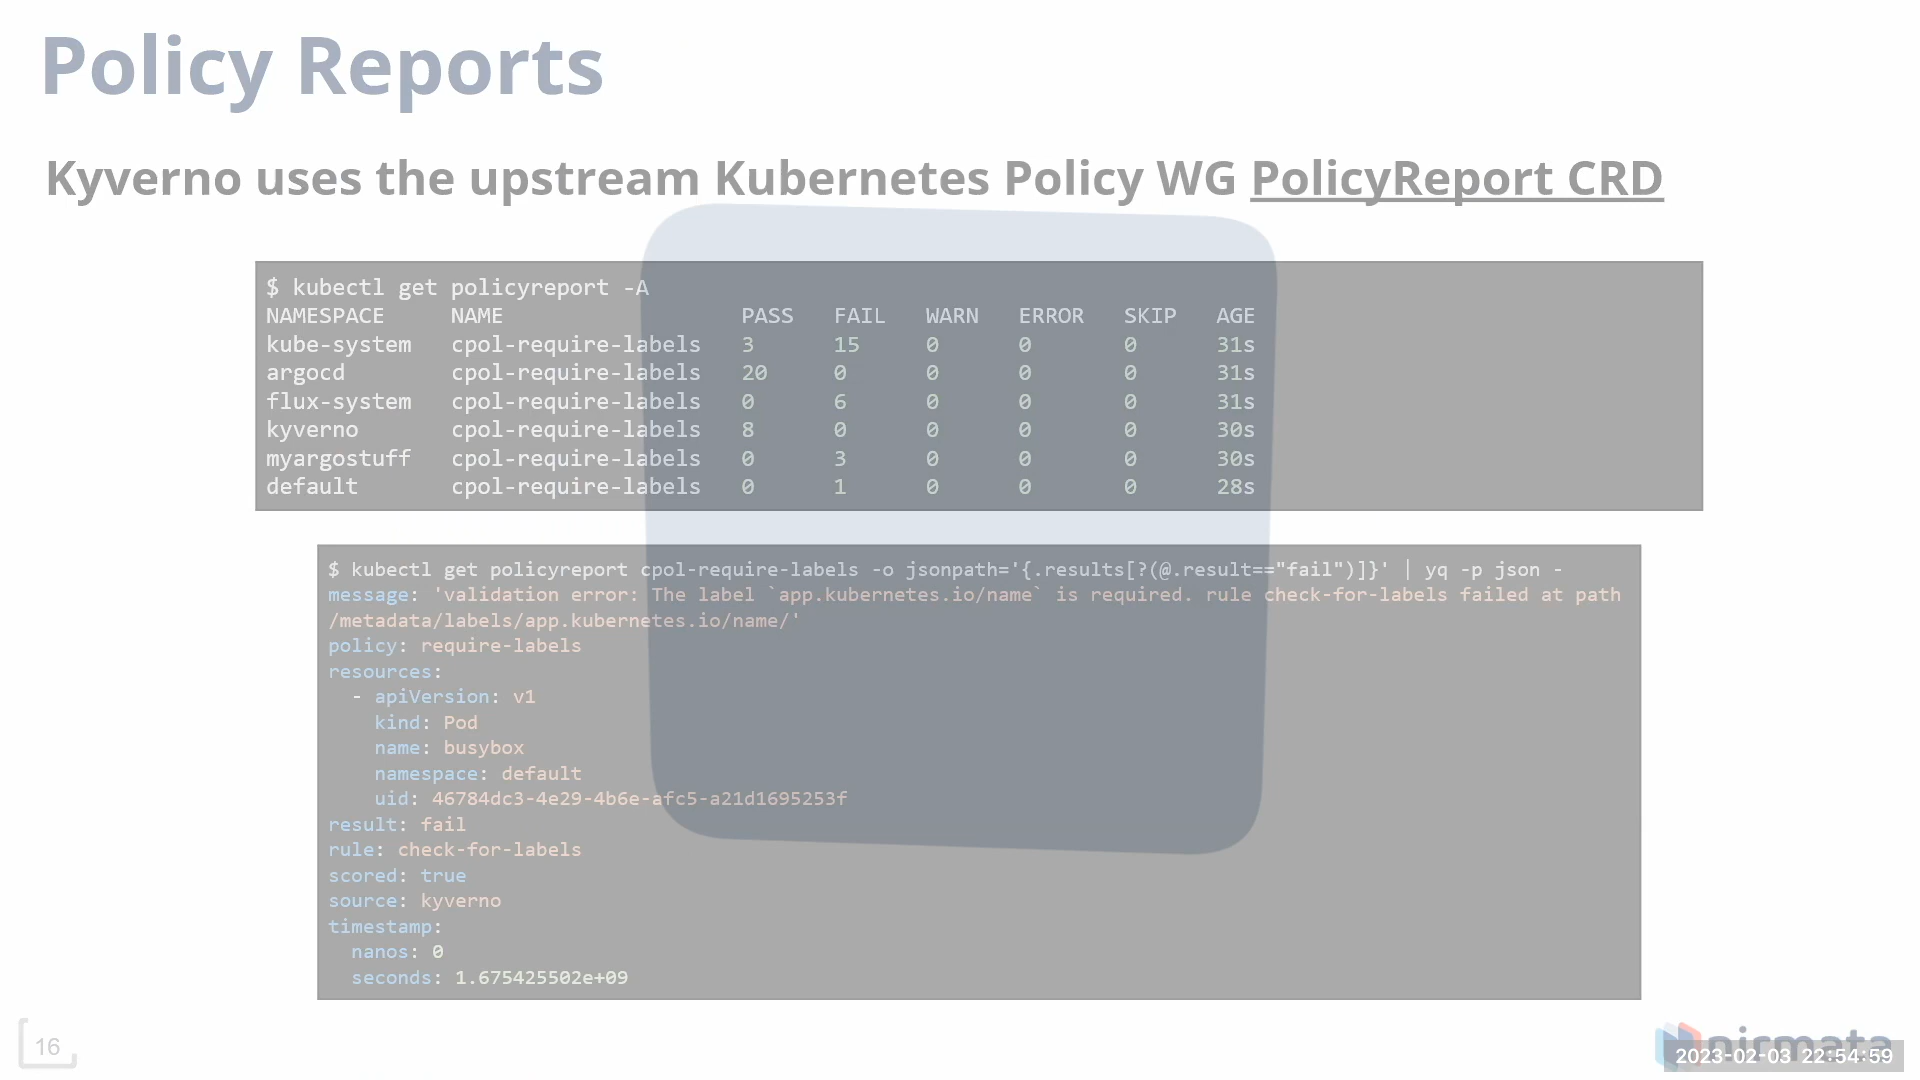 Policy Reports
Kyverno uses the upstream Kubernetes Policy WG PolicyReport CRD
$ kubectl get policyreport -A
NAMESPACE NAME PASS FAIL WARN ERROR SKIP AGE
kube-system cpol-require-labels 3 15 0 0 0 31s
argocd cpol-require-labels 20 0 0 0 0 31s
flux-system cpol-require-labels 0 6 0 0 0 31s
kyverno cpol-require-labels 8 0 0 0 0 30s
myargostuff cpol-require-labels 0 3 0 0 0 30s
default cpol-require-labels 0 1 0 0 0 28s
$ kubectl get policyreport cpol-require-labels -o jsonpath='{.results[?(@.result=="fail")]}' | yq -p json -
message: 'validation error: The label `app.kubernetes.io/name` is required. rule check-for-labels failed at path
/metadata/labels/app.kubernetes.io/name/'
policy: require-labels
resources:
- apiVersion: v1
kind: Pod
name: busybox
namespace: default
uid: 46784dc3-4e29-4b6e-afc5-a21d1695253f
result: fail
rule: check-for-labels
scored: true
source: kyverno
timestamp:
nanos: 0
seconds: 1.675425502e+09
16
nirmata
2023-02-03 22:54:59